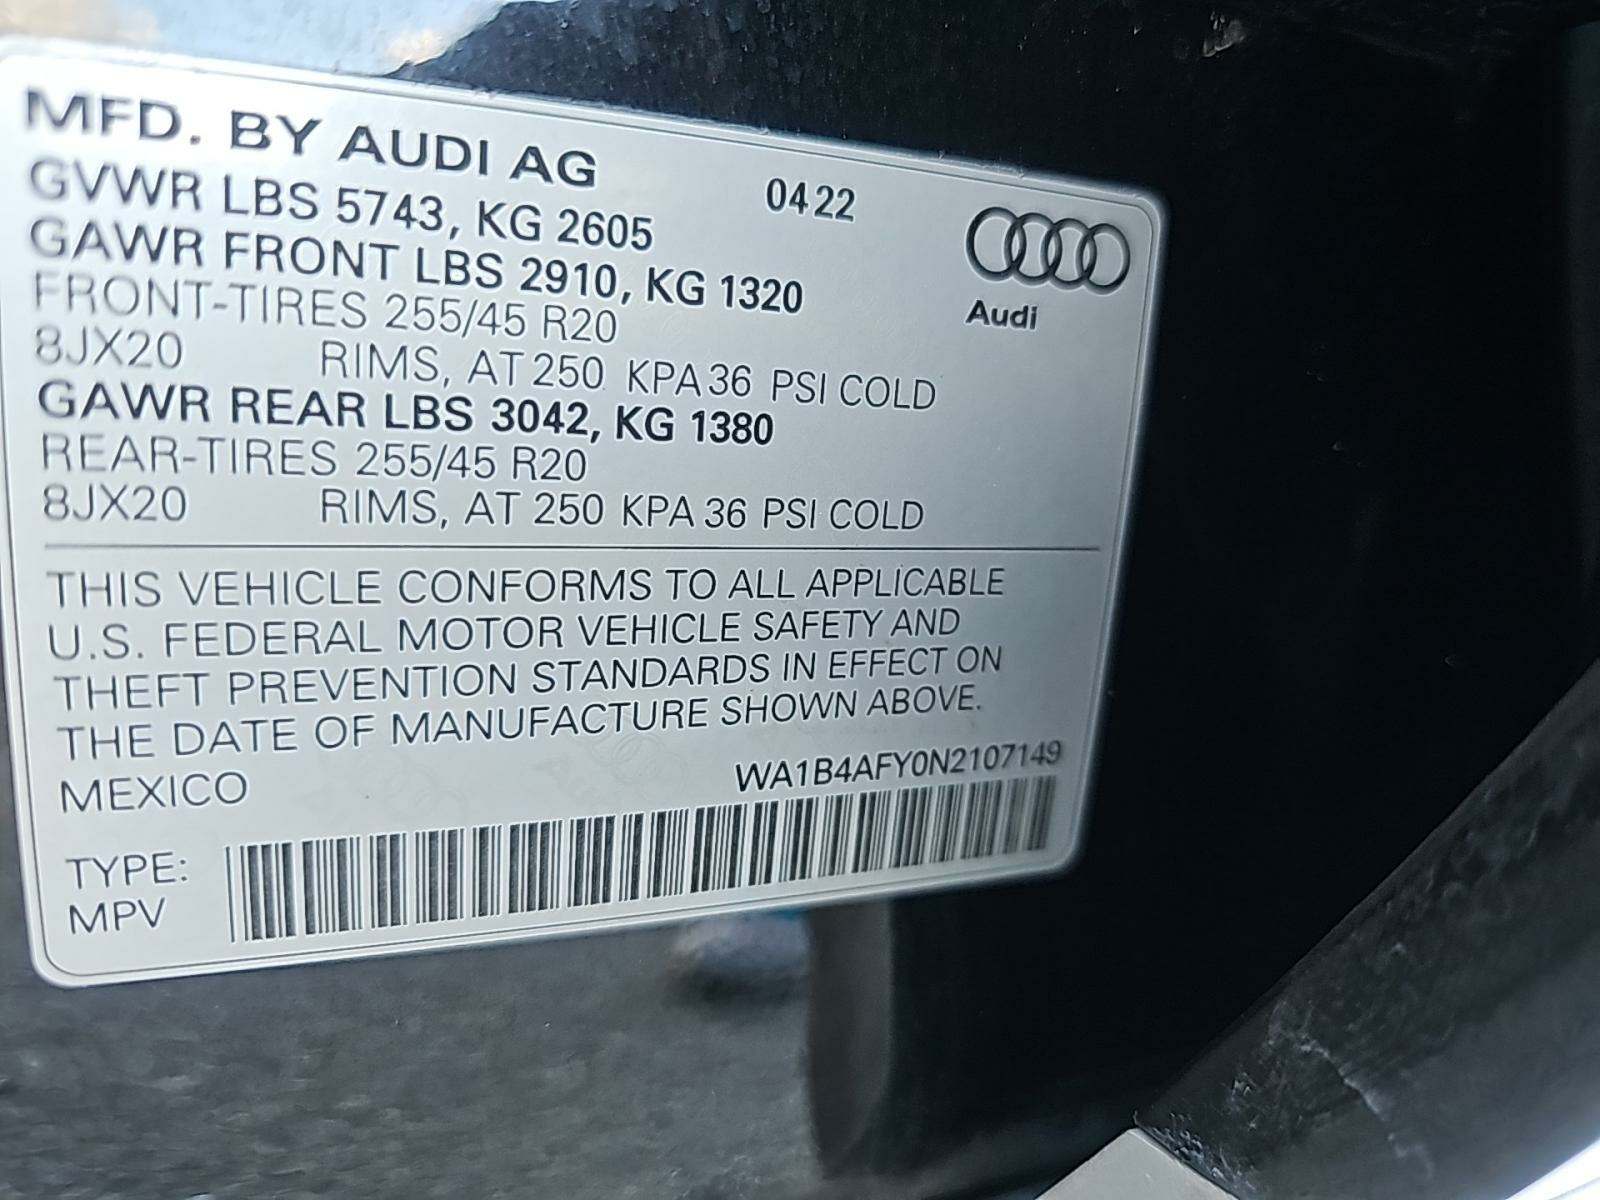 MFD. BY AUDI AG
0422
GVWR LBS 5743, KG 2605
GAWR FRONT LBS 2910, KG 1320
Audi
FRONT-TIRES 255/45 R20
8JX20 RIMS, AT 250 KPA 36 PSI COLD
GAWR REAR LBS 3042, KG 1380
REAR-TIRES 255/45 R20
8JX20 RIMS, AT 250 KPA 36 PSI COLD
THIS VEHICLE CONFORMS TO ALL APPLICABLE
U.S. FEDERAL MOTOR VEHICLE SAFETY AND
THEFT PREVENTION STANDARDS IN EFFECT ON
THE DATE OF MANUFACTURE SHOWN ABOVE.
MEXICO WA1B4AFY0N2107149
TYPE:
MPV